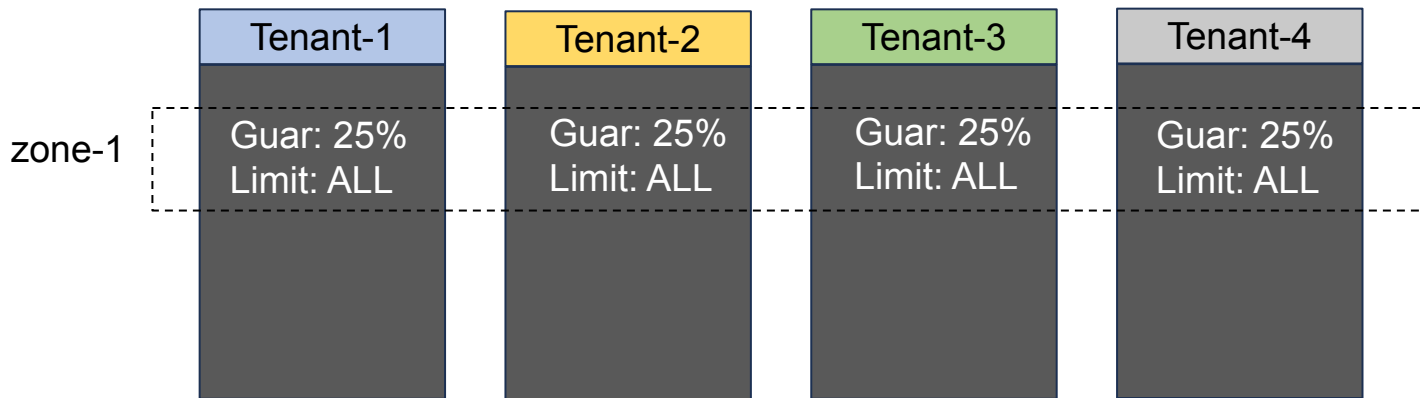 Tenant-1
Tenant-2
Tenant-3
Tenant-4
zone-1
Guar: 25%
Limit: ALL
Guar: 25%
Limit: ALL
Guar: 25%
Limit: ALL
Guar: 25%
Limit: ALL